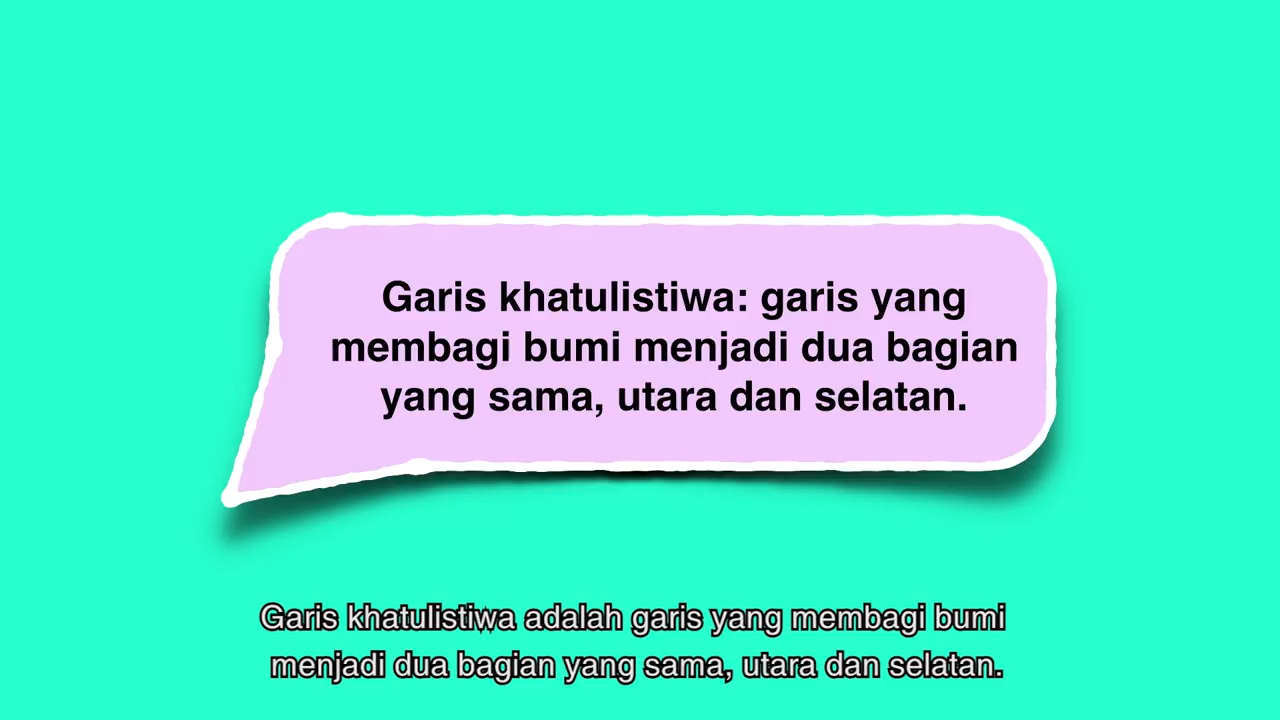 Garis khatulistiwa: garis yang
membagi bumi menjadi dua bagian
yang sama, utara dan selatan.
Garis khatulistiwa adalah garis yang membagi bumi
menjadi dua bagian yang sama, utara dan selatan.